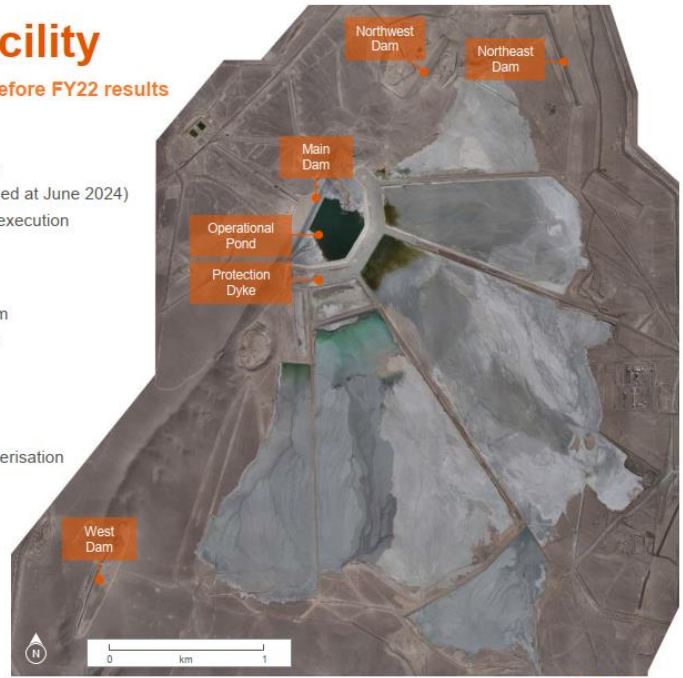 cility
efore FY22 results
ed at June 2024)
execution
m
erisation
Northwest
Dam
Northeast
Dam
Main
Dam
Operational
Pond
Protection
Dyke
West
Dam
N
0 km 1